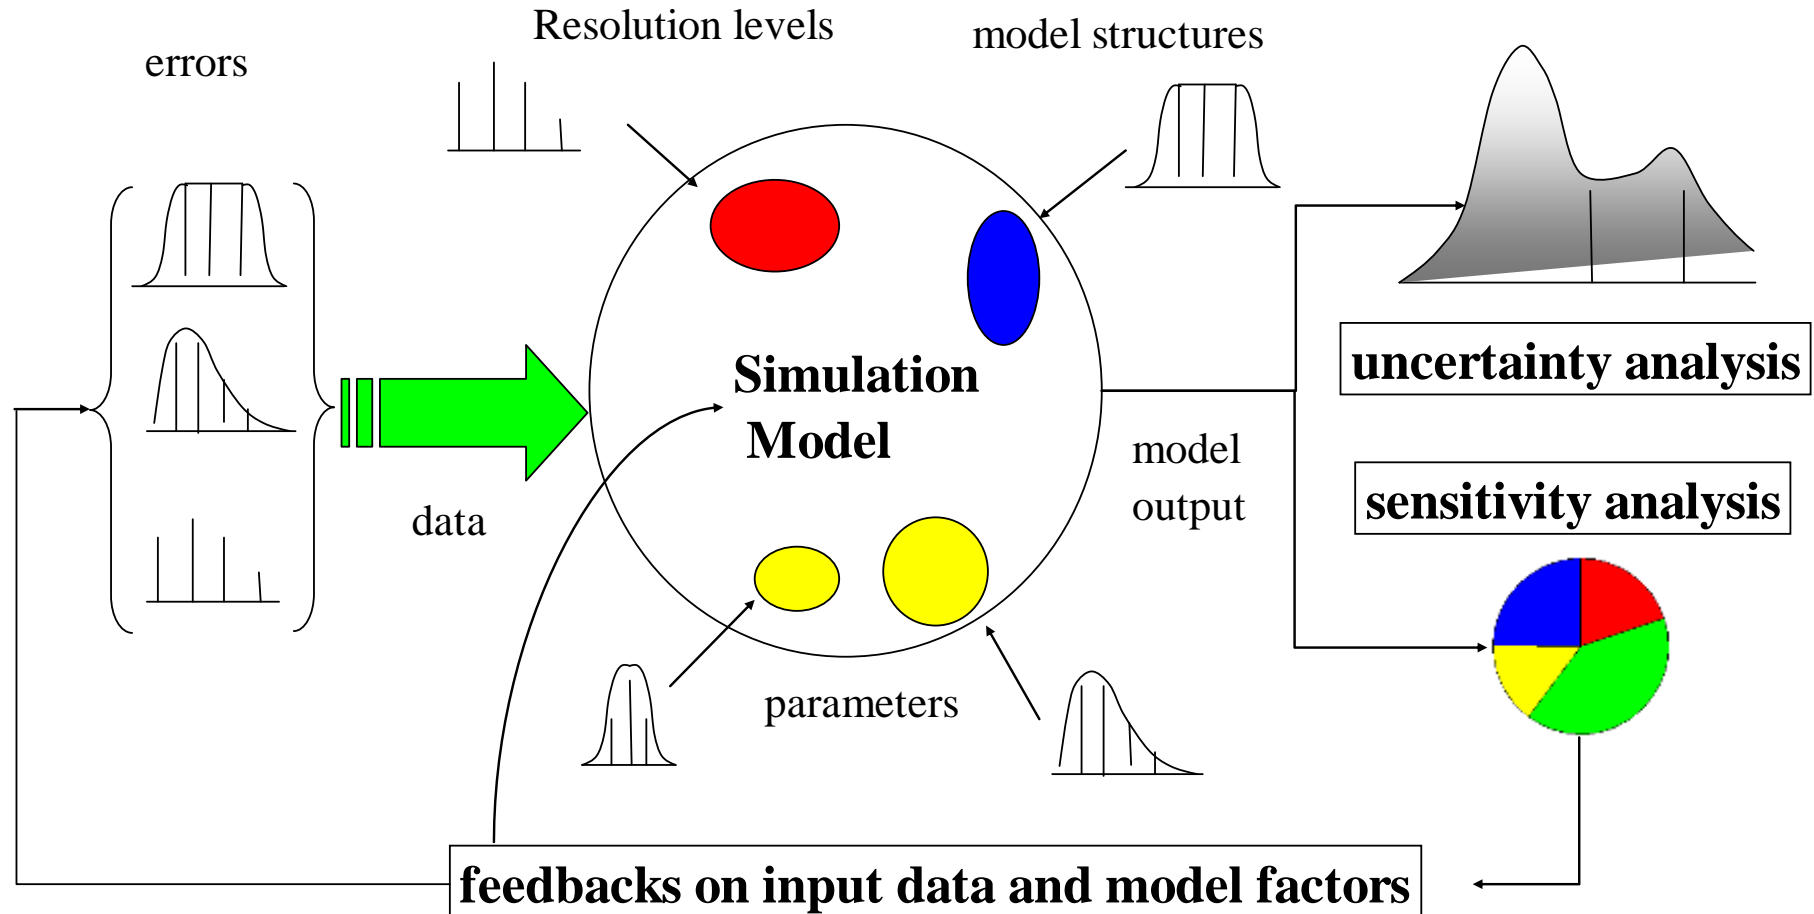 Resolution levels
model structures
errors
Simulation
Model
data
model
output
parameters
uncertainty analysis
sensitivity analysis
feedbacks on input data and model factors